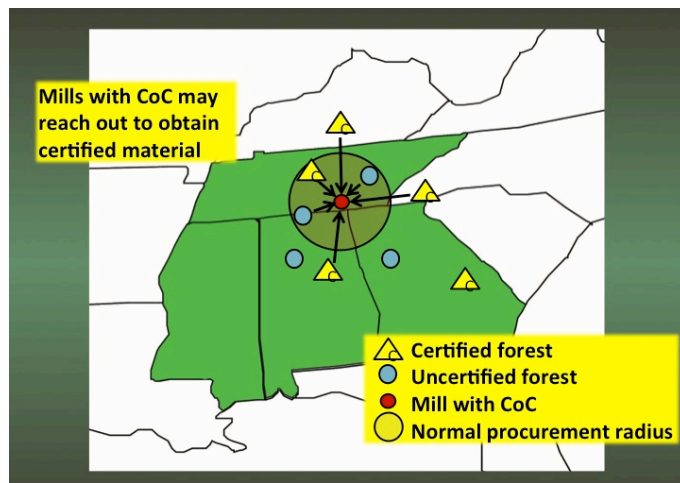 Mills with CoC may
reach out to obtain
certified material
C
C
C
C
C
C Certified forest
Uncertified forest
Mill with CoC
Normal procurement radius